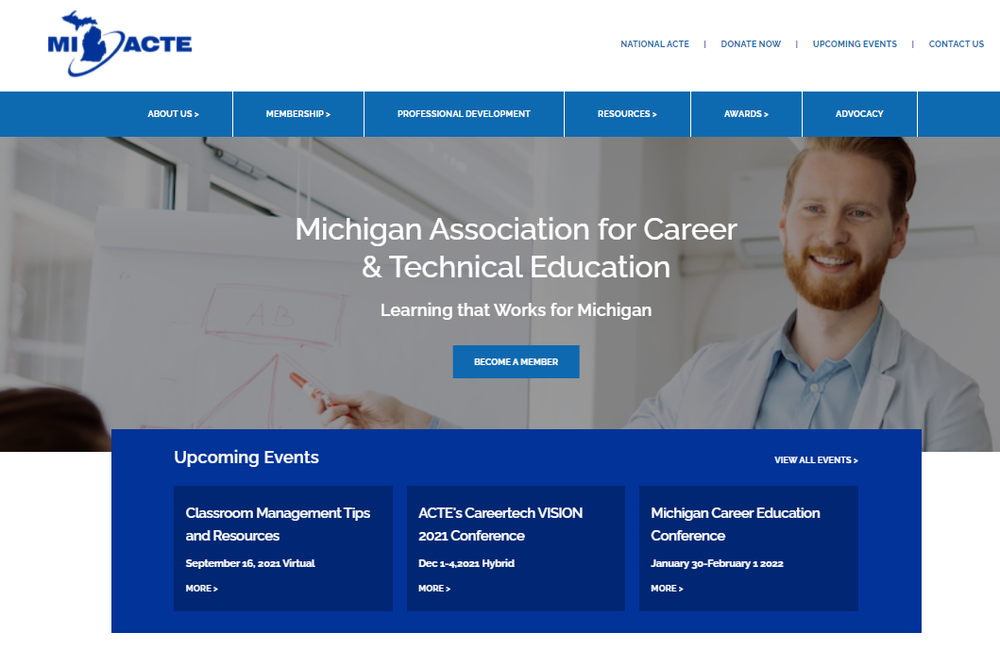 MI ACTE
NATIONAL ACTE | DONATE NOW | UPCOMING EVENTS | CONTACT US
ABOUT US > MEMBERSHIP > PROFESSIONAL DEVELOPMENT RESOURCES > AWARDS > ADVOCACY
Michigan Association for Career
& Technical Education
Learning that Works for Michigan
AB
BECOME A MEMBER
Upcoming Events
VIEW ALL EVENTS >
Classroom Management Tips
and Resources
September 16, 2021 Virtual
MORE >
ACTE's Careertech VISION
2021 Conference
Dec 1-4,2021 Hybrid
MORE >
Michigan Career Education
Conference
January 30-February 1 2022
MORE >